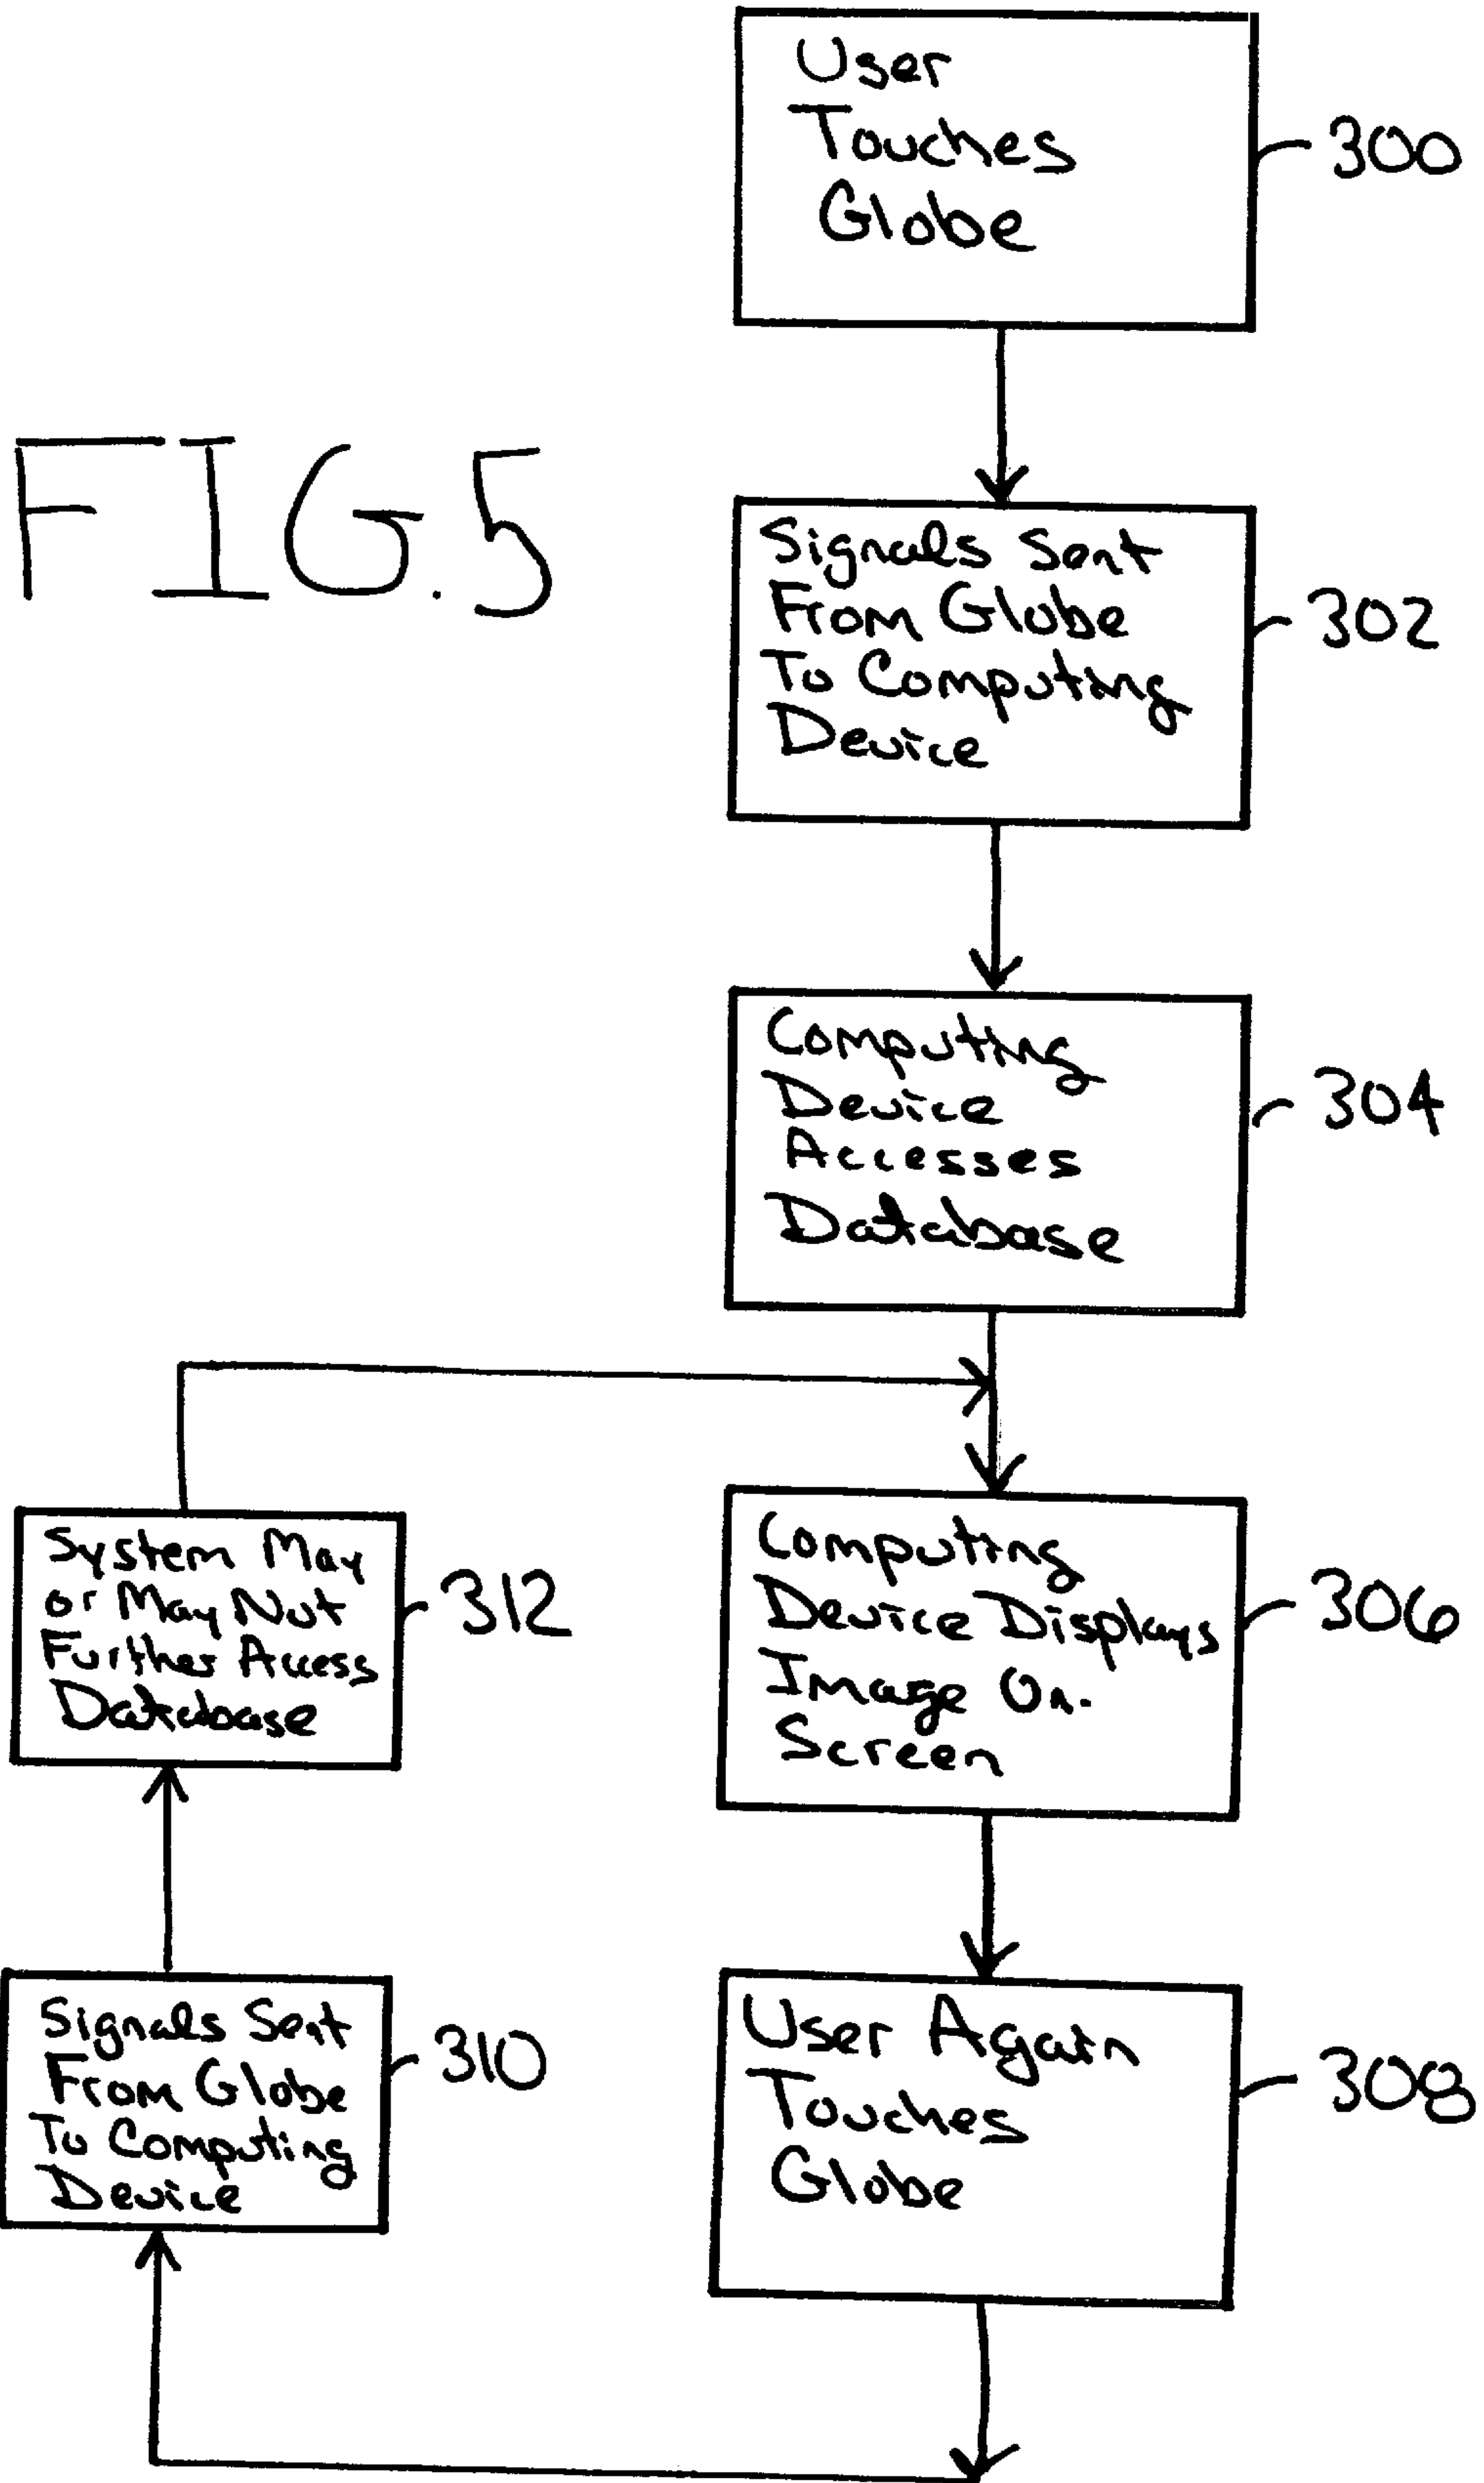 User
Touches
Globe
300
FIG.5
Signals Sent
From Globe
To Computing
Device
302
Computing
Device
Accesses
Database
304
Computing
Device Displays
Image On
Screen
306
System May
or May Not
Further Access
Database
312
User Again
Touches
Globe
308
Signals Sent
From Globe
To Computing
Device
310